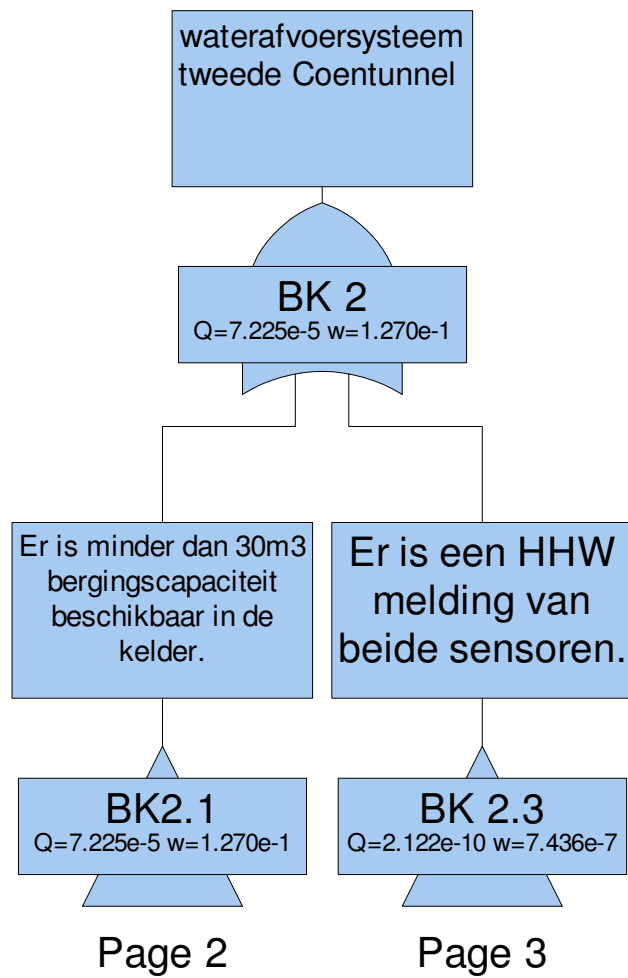 waterafvoersysteem
tweede Coentunnel
BK 2
Q=7.225e-5 w=1.270e-1
Er is minder dan 30m3
bergingscapaciteit
beschikbaar in de
kelder.
Er is een HHW
melding van
beide sensoren.
BK2.1
Q=7.225e-5 w=1.270e-1
BK 2.3
Q=2.122e-10 w=7.436e-7
Page 2
Page 3